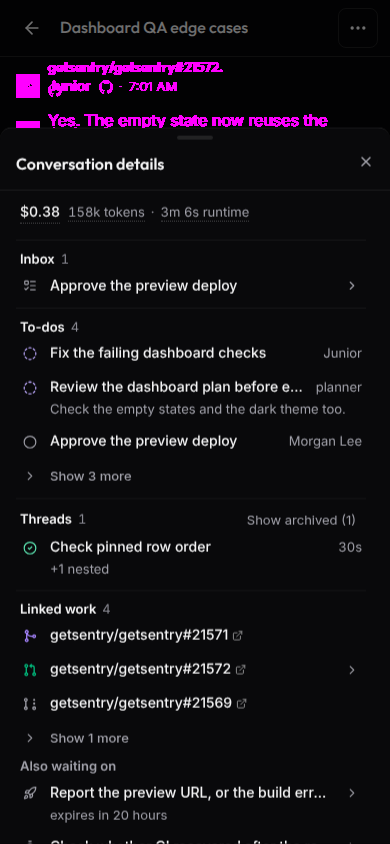 Dashboard QA edge cases
getsentry/getsentry#21572.
Junior · 7:01 AM
Yes. The empty state now reuses the
Conversation details
$0.38 158k tokens · 3m 6s runtime
Inbox 1
Approve the preview deploy
To-dos 4
Fix the failing dashboard checks Junior
Review the dashboard plan before e... planner
Check the empty states and the dark theme too.
Approve the preview deploy Morgan Lee
Show 3 more
Threads 1 Show archived (1)
Check pinned row order 30s
+1 nested
Linked work 4
getsentry/getsentry#21571
getsentry/getsentry#21572
getsentry/getsentry#21569
Show 1 more
Also waiting on
Report the preview URL, or the build err...
expires in 20 hours